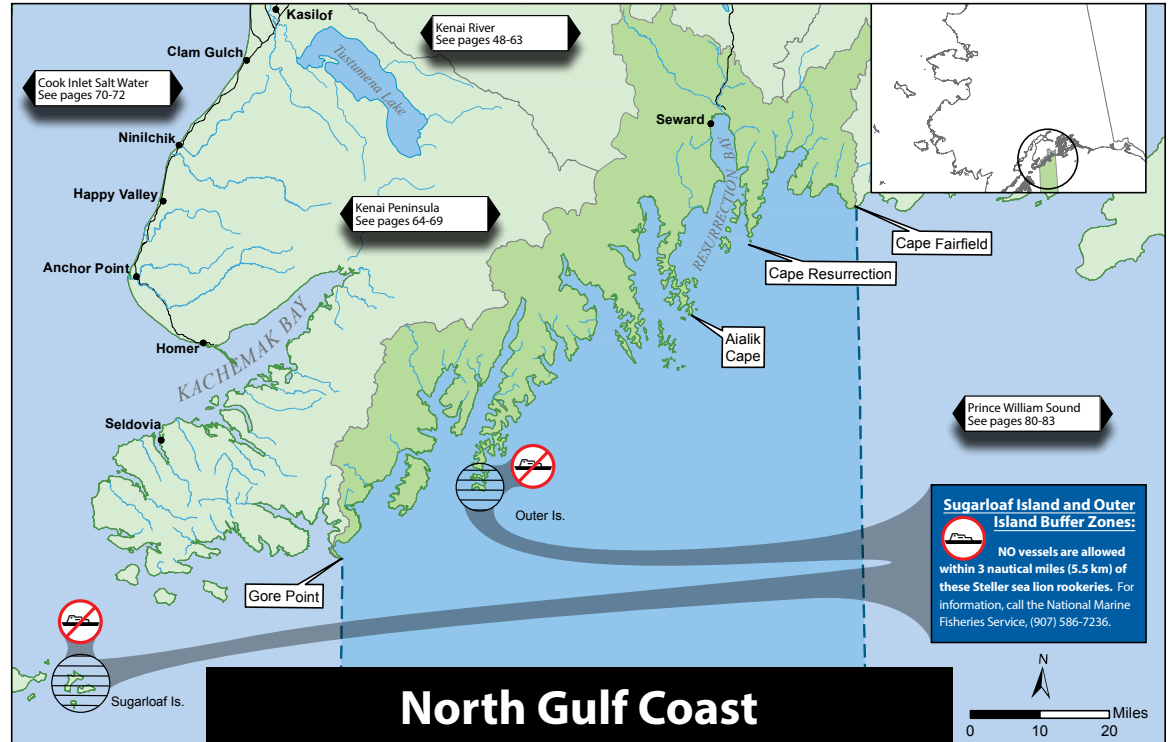 Kasilof
Kenai River
See pages 48-63
Clam Gulch
Tustumena Lake
Cook Inlet Salt Water
See pages 70-72
Seward
Ninilchik
RESURRECTION BAY
Happy Valley
Kenai Peninsula
See pages 64-69
Cape Fairfield
Anchor Point
Cape Resurrection
Homer
KACHEMAK BAY
Aialik
Cape
Prince William Sound
See pages 80-83
Seldovia
Outer Is.
Sugarloaf Island and Outer
Island Buffer Zones:
NO vessels are allowed
within 3 nautical miles (5.5 km) of
these Steller sea lion rookeries. For
information, call the National Marine
Fisheries Service, (907) 586-7236.
Gore Point
Sugarloaf Is.
North Gulf Coast
N
Miles
0 10 20